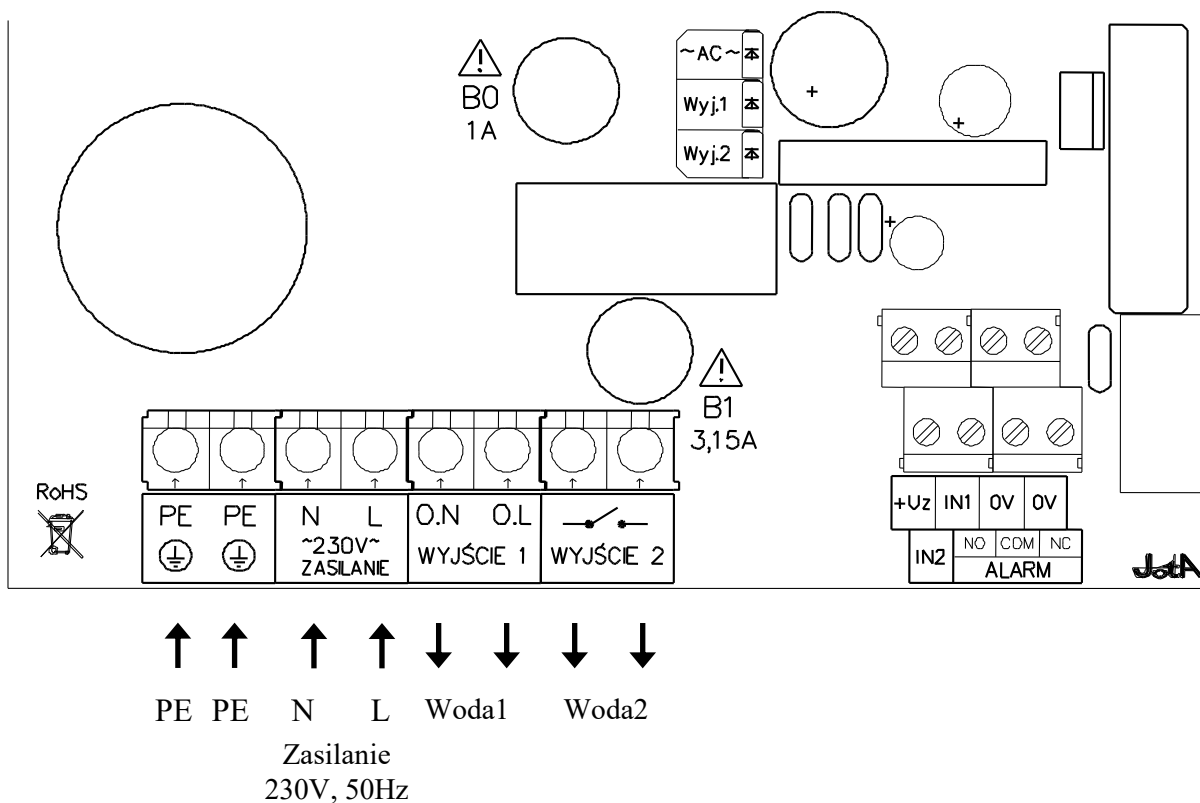 B0
1A
~AC~
Wyj.1
Wyj.2
+
+
+
B1
3,15A
RoHS
PE PE N L O.N O.L
~230V~
ZASILANIE
WYJŚCIE 1 WYJŚCIE 2
+Uz IN1 0V 0V
IN2 NO COM NC
ALARM
JotA
PE PE N L Woda1 Woda2
Zasilanie
230V, 50Hz